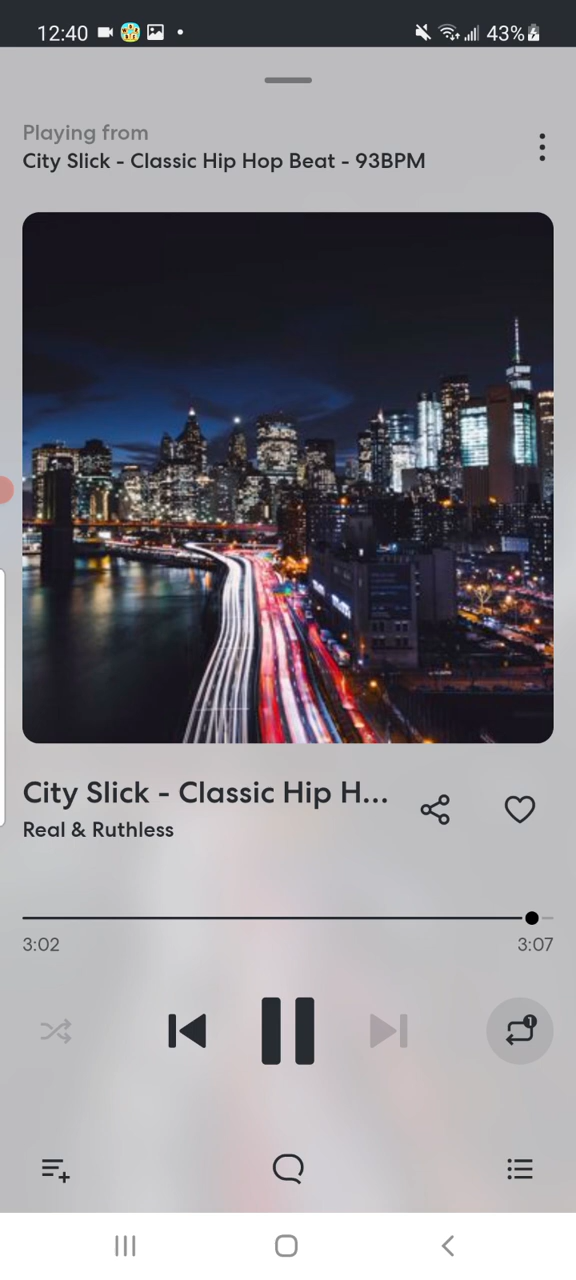 12:40
43%
Playing from
City Slick - Classic Hip Hop Beat - 93BPM
City Slick - Classic Hip H...
Real & Ruthless
3:02
3:07
1